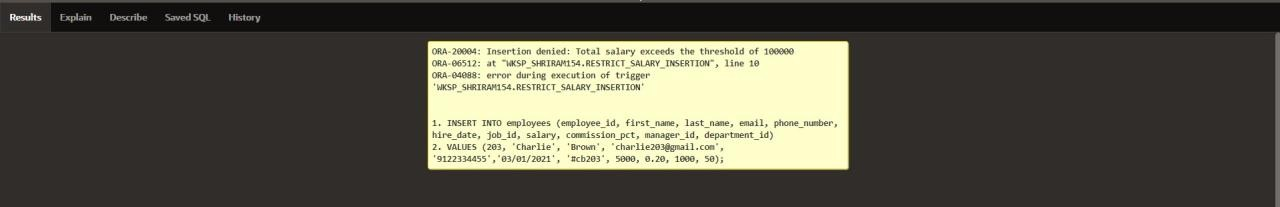 Results Explain Describe Saved SQL History
ORA-20004: Insertion denied: Total salary exceeds the threshold of 100000
ORA-06512: at "WKSP_SHRIRAM154.RESTRICT_SALARY_INSERTION", line 10
ORA-04088: error during execution of trigger
'WKSP_SHRIRAM154.RESTRICT_SALARY_INSERTION'
1. INSERT INTO employees (employee_id, first_name, last_name, email, phone_number,
hire_date, job_id, salary, commission_pct, manager_id, department_id)
2. VALUES (203, 'Charlie', 'Brown', 'charlie203@gmail.com',
'9122334455','03/01/2021', '#cb203', 5000, 0.20, 1000, 50);